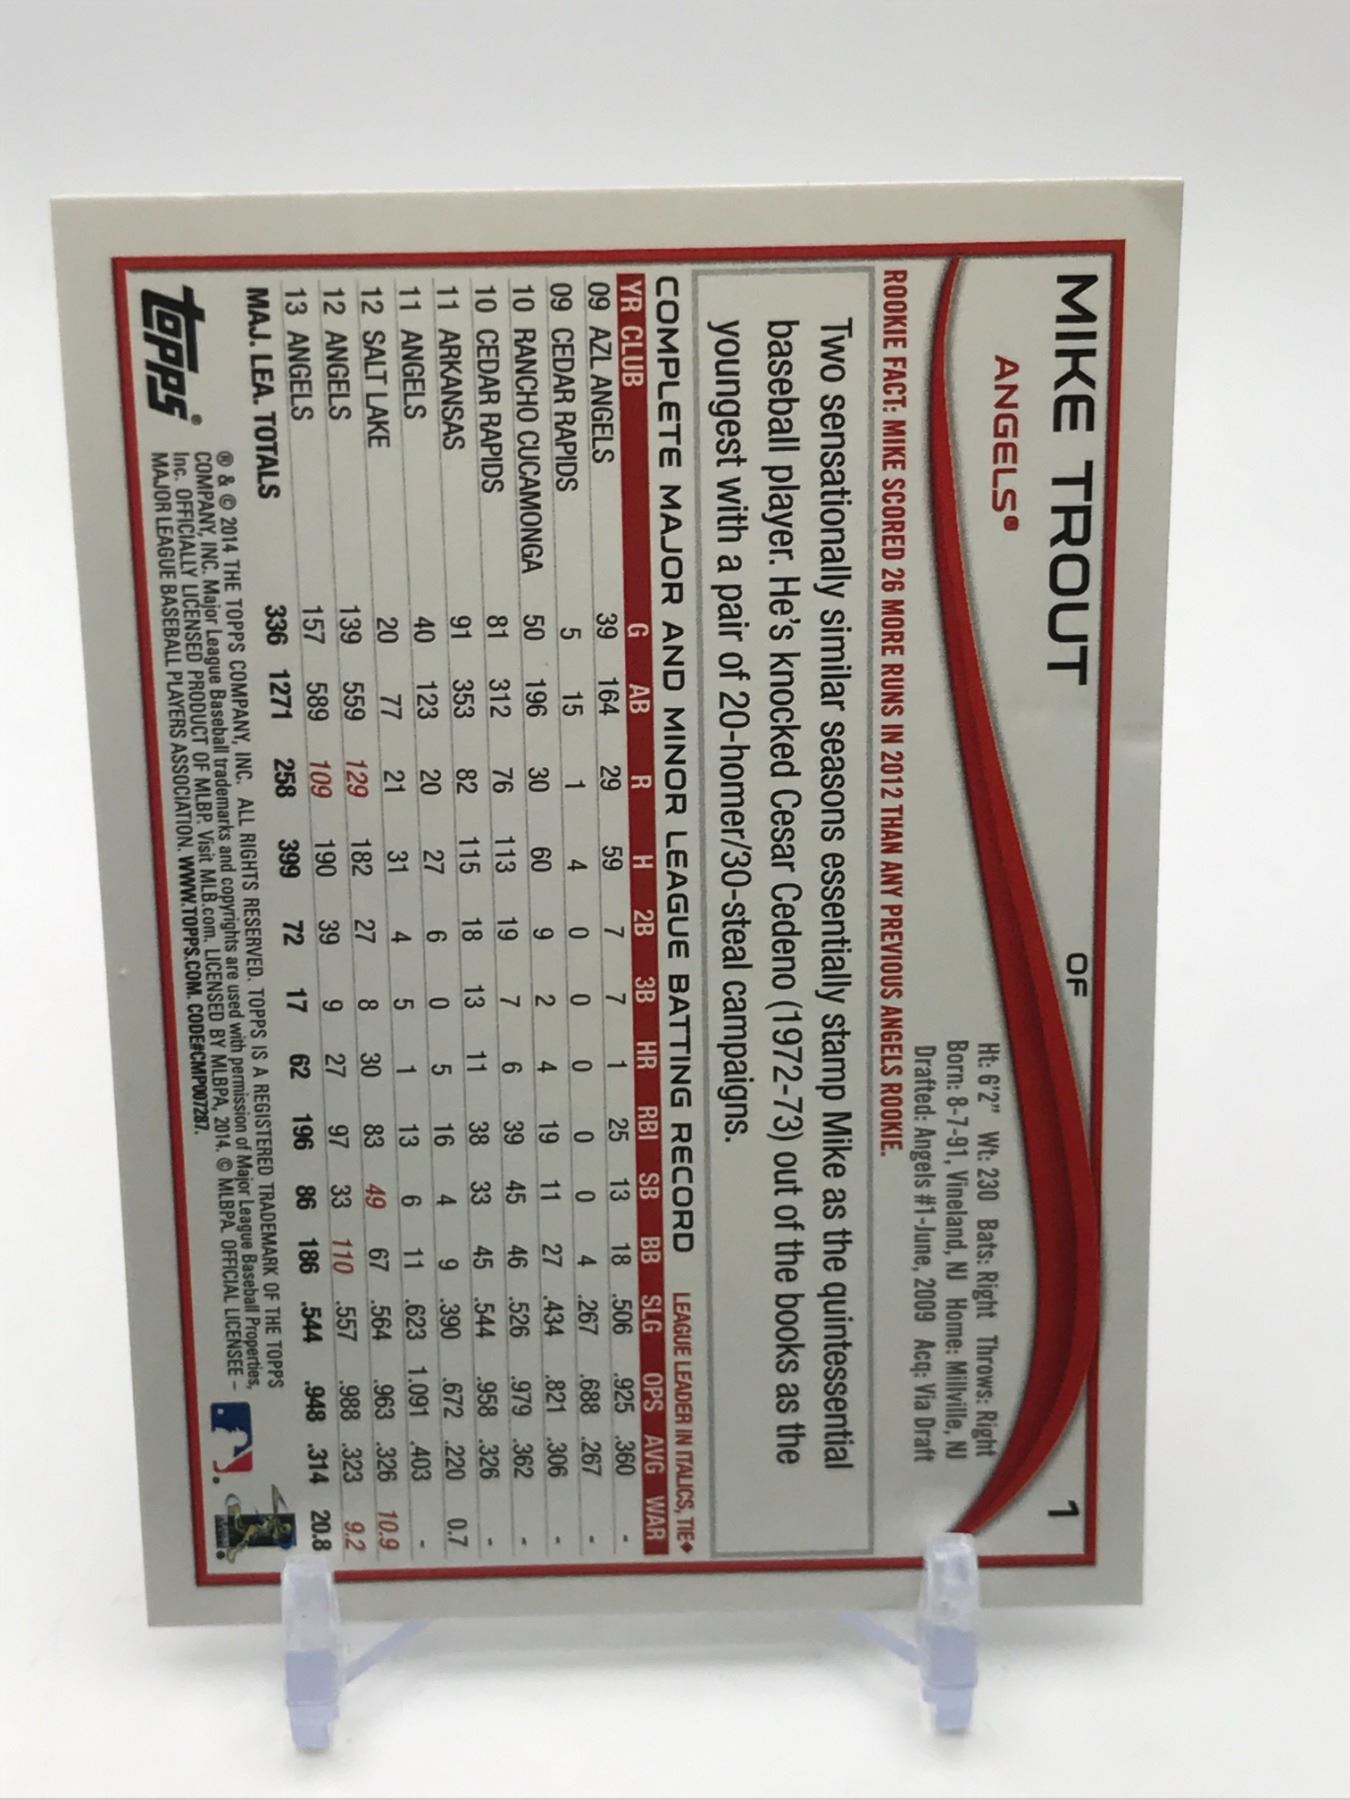 MIKE TROUT OF 1
ANGELS®
Ht: 6'2" Wt: 230 Bats: Right Throws: Right
Born: 8-7-91, Vineland, NJ Home: Millville, NJ
Drafted: Angels #1-June, 2009 Acq: Via Draft
ROOKIE FACT: MIKE SCORED 26 MORE RUNS IN 2012 THAN ANY PREVIOUS ANGELS ROOKIE.
Two sensationally similar seasons essentially stamp Mike as the quintessential
baseball player. He's knocked Cesar Cedeno (1972-73) out of the books as the
youngest with a pair of 20-homer/30-steal campaigns.
COMPLETE MAJOR AND MINOR LEAGUE BATTING RECORD LEAGUE LEADER IN ITALICS, TIE♦
YR CLUB G AB R H 2B 3B HR RBI SB BB SLG OPS AVG WAR
09 AZL ANGELS 39 164 29 59 7 7 1 25 13 18 .506 .925 .360 -
09 CEDAR RAPIDS 5 15 1 4 0 0 0 0 0 4 .267 .688 .267 -
10 RANCHO CUCAMONGA 50 196 30 60 9 2 4 19 11 27 .434 .821 .306 -
10 CEDAR RAPIDS 81 312 76 113 19 7 6 39 45 46 .526 .979 .362 -
11 ARKANSAS 91 353 82 115 18 13 11 38 33 45 .544 .958 .326 -
11 ANGELS 40 123 20 27 6 0 5 16 4 9 .390 .672 .220 0.7
12 SALT LAKE 20 77 21 31 4 5 1 13 6 11 .623 1.091 .403 -
12 ANGELS 139 559 129 182 27 8 30 83 49 67 .564 .963 .326 10.9
13 ANGELS 157 589 109 190 39 9 27 97 33 110 .557 .988 .323 9.2
MAJ. LEA. TOTALS 336 1271 258 399 72 17 62 196 86 186 .544 .948 .314 20.8
topps®
® & © 2014 THE TOPPS COMPANY, INC. ALL RIGHTS RESERVED. TOPPS IS A REGISTERED TRADEMARK OF THE TOPPS
COMPANY, INC. Major League Baseball trademarks and copyrights are used with permission of Major League Baseball Properties,
Inc. OFFICIALLY LICENSED PRODUCT OF MLBP. Visit MLB.com. LICENSED BY MLBPA, 2014. © MLBPA. OFFICIAL LICENSEE –
MAJOR LEAGUE BASEBALL PLAYERS ASSOCIATION. WWW.TOPPS.COM. CODE#CMP007287.